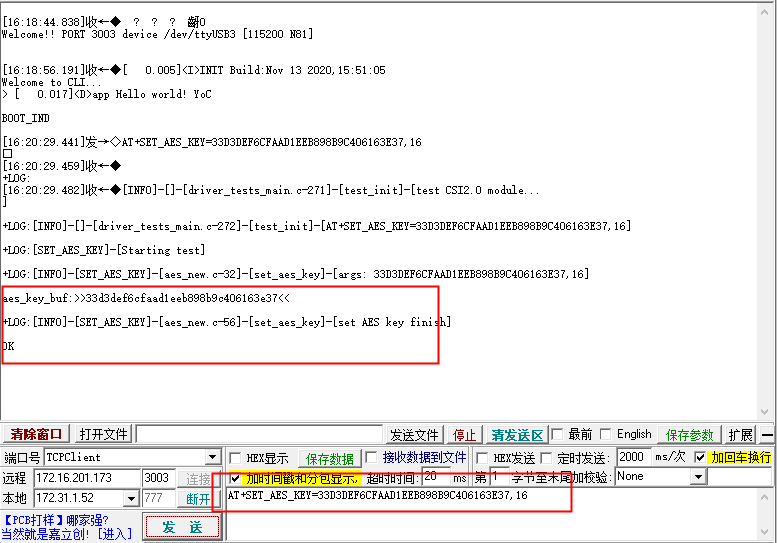 [16:18:44.838]收←◆ ? ? ? 齖O
Welcome!! PORT 3003 device /dev/ttyUSB3 [115200 N81]
[16:18:56.191]收←◆[   0.005]<I>INIT Build:Nov 13 2020,15:51:05
Welcome to CLI...
> [   0.017]<D>app Hello world! YoC
BOOT_IND
[16:20:29.441]发→◇AT+SET_AES_KEY=33D3DEF6CFAAD1EEB898B9C406163E37,16
□
[16:20:29.459]收←◆
+LOG:
[16:20:29.482]收←◆[INFO]-[]-[driver_tests_main.c-271]-[test_init]-[test CSI2.0 module...
]
+LOG:[INFO]-[]-[driver_tests_main.c-272]-[test_init]-[AT+SET_AES_KEY=33D3DEF6CFAAD1EEB898B9C406163E37,16]
+LOG:[SET_AES_KEY]-[Starting test]
+LOG:[INFO]-[SET_AES_KEY]-[aes_new.c-32]-[set_aes_key]-[args: 33D3DEF6CFAAD1EEB898B9C406163E37,16]
aes_key_buf:>>33d3def6cfaad1eeb898b9c406163e37<<
+LOG:[INFO]-[SET_AES_KEY]-[aes_new.c-56]-[set_aes_key]-[set AES key finish]
OK
清除窗口 打开文件 发送文件 停止 清发送区 最前 English 保存参数 扩展 —
端口号 TCPClient HEX显示 保存数据 接收数据到文件 HEX发送 定时发送: 2000 ms/次 加回车换行
远程 172.16.201.173 3003 连接 加时间戳和分包显示, 超时时间: 20 ms 第 1 字节至末尾加校验: None
本地 172.31.1.52 777 断开 AT+SET_AES_KEY=33D3DEF6CFAAD1EEB898B9C406163E37,16
【PCB打样】哪家强?
当然就是嘉立创! [进入] 发 送